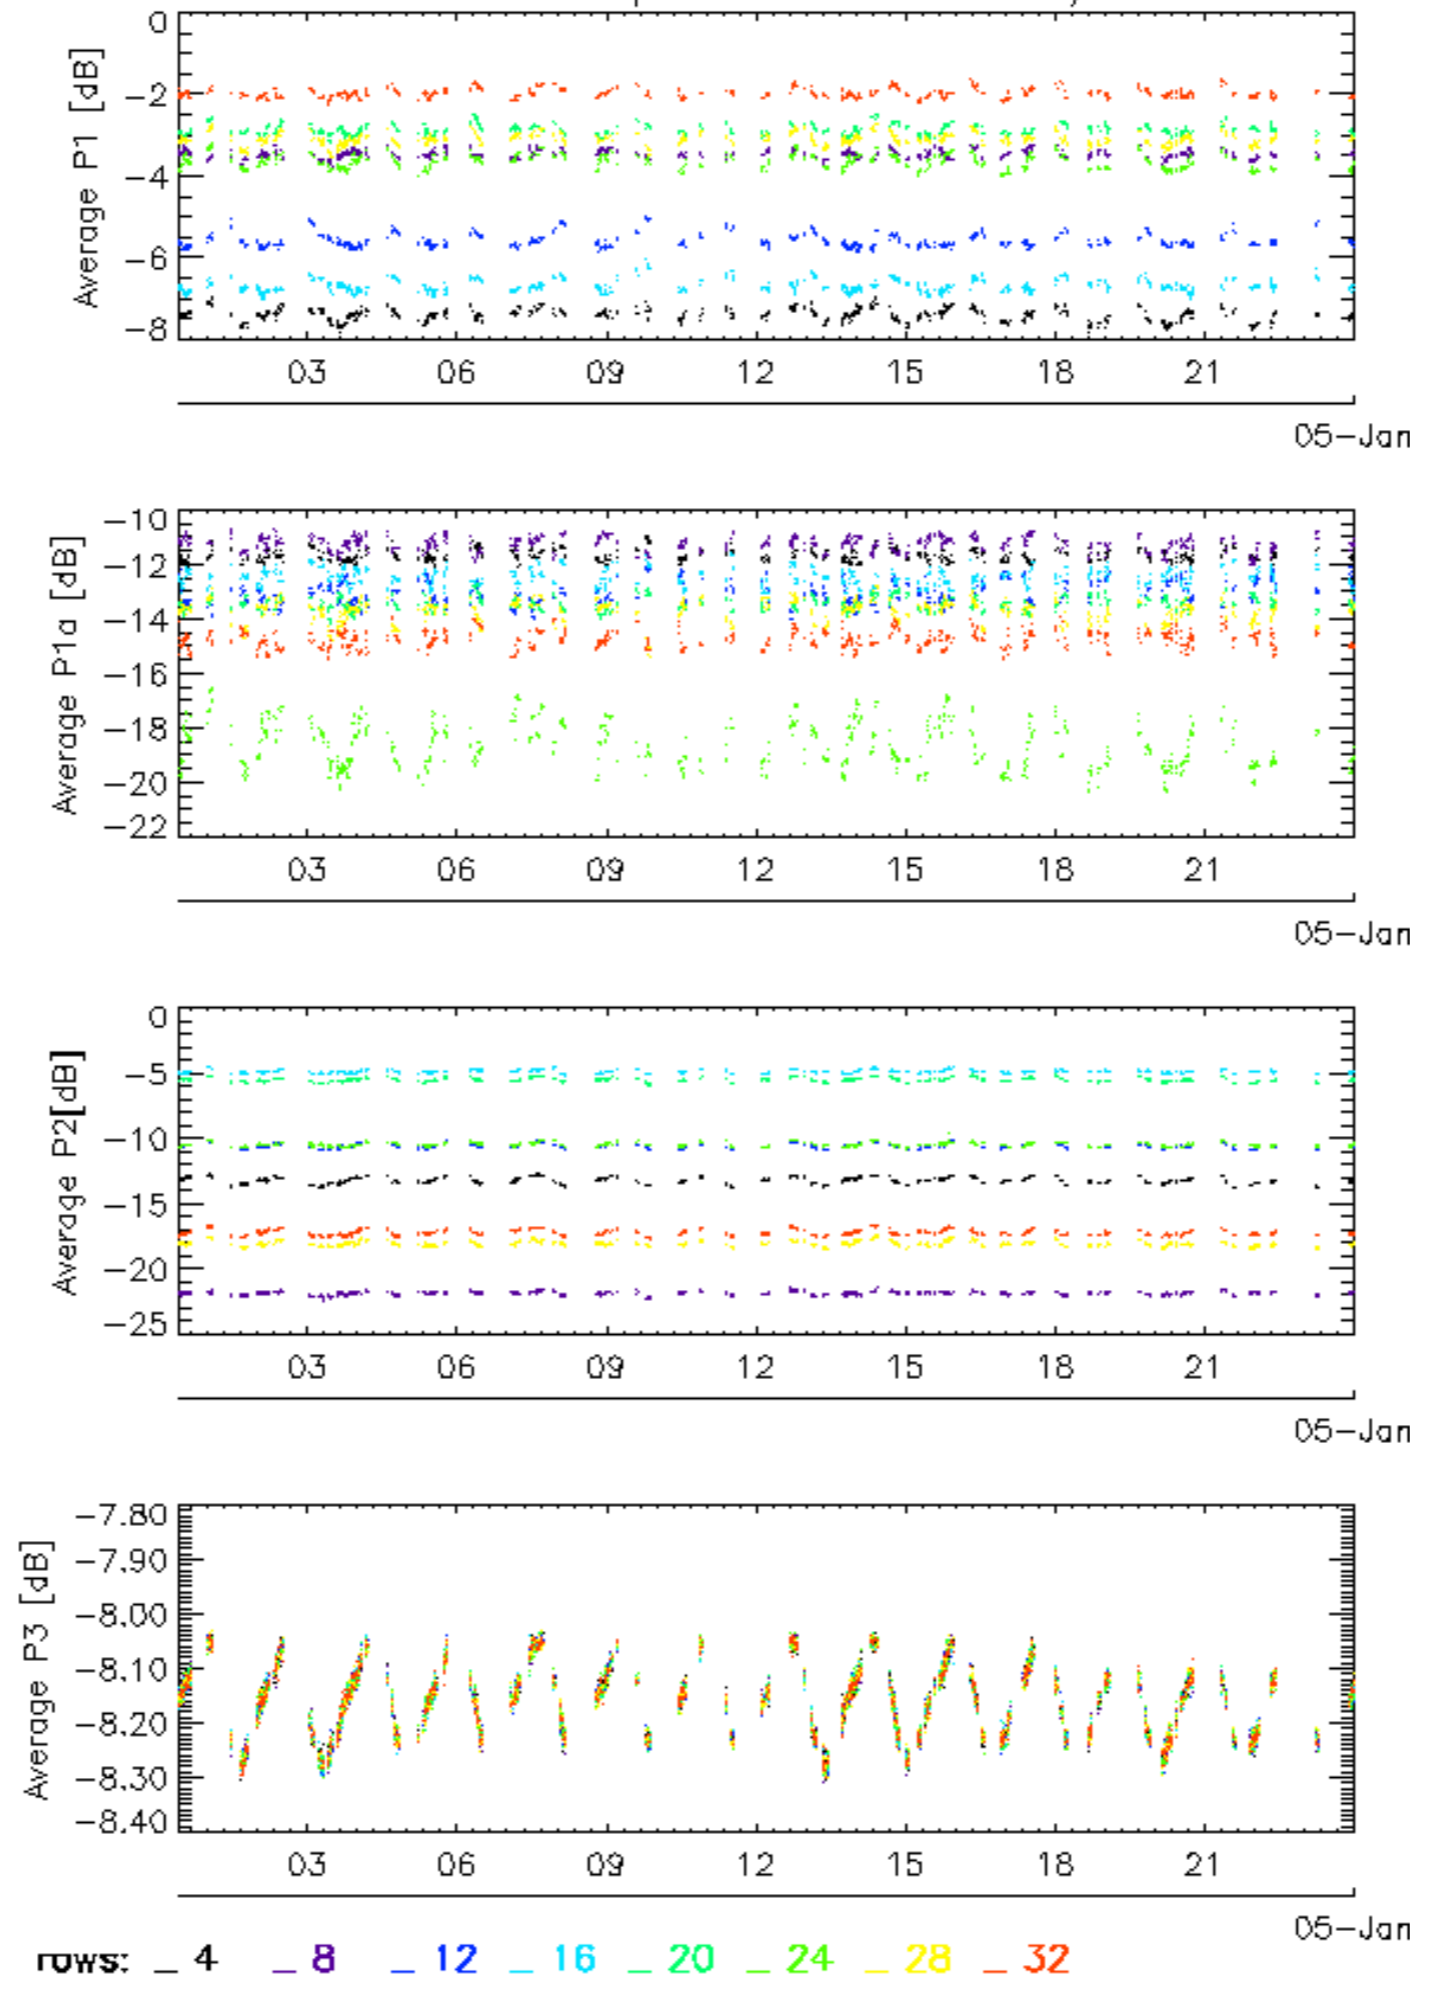 0
-2
-4
-6
-8
Average P1 [dB]
03 06 09 12 15 18 21
05-Jan
-10
-12
-14
-16
-18
-20
-22
Average P1a [dB]
03 06 09 12 15 18 21
05-Jan
0
-5
-10
-15
-20
-25
Average P2[dB]
03 06 09 12 15 18 21
05-Jan
-7.80
-7.90
-8.00
-8.10
-8.20
-8.30
-8.40
Average P3 [dB]
03 06 09 12 15 18 21
05-Jan
rows: _ 4 _ 8 _ 12 _ 16 _ 20 _ 24 _ 28 _ 32